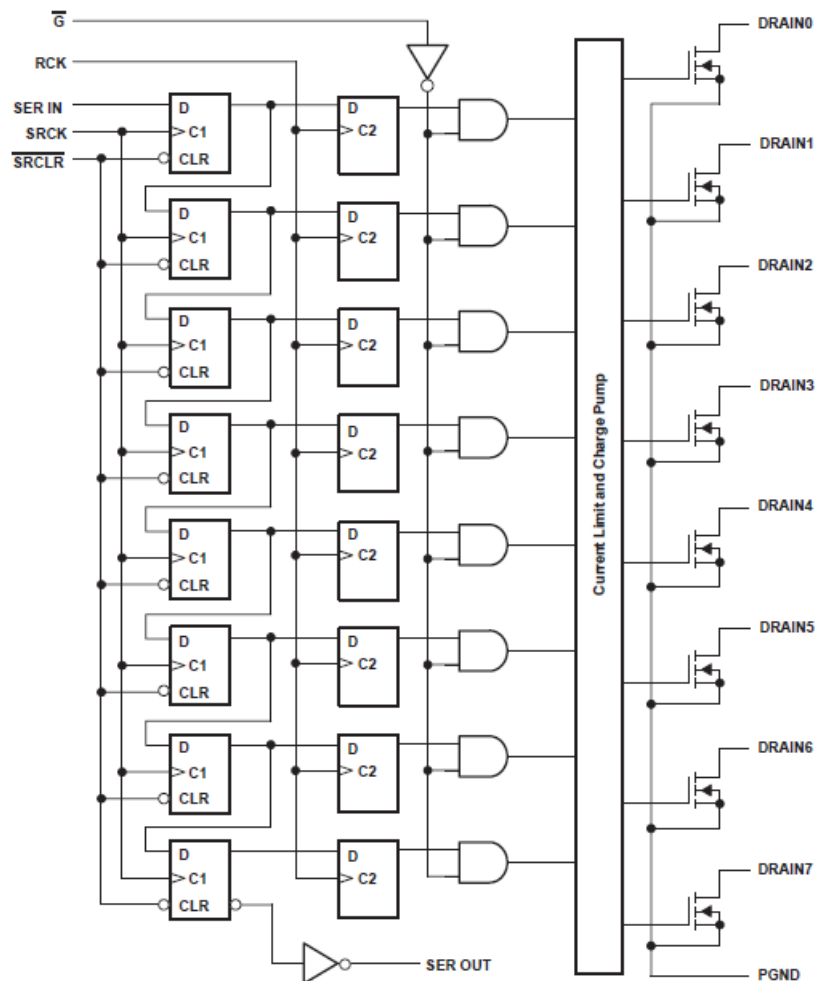 G
RCK
SER IN
SRCK
SRCLR
D
C1
CLR
D
C2
D
C1
CLR
D
C2
D
C1
CLR
D
C2
D
C1
CLR
D
C2
D
C1
CLR
D
C2
D
C1
CLR
D
C2
D
C1
CLR
D
C2
D
C1
CLR
D
C2
SER OUT
Current Limit and Charge Pump
DRAIN0
DRAIN1
DRAIN2
DRAIN3
DRAIN4
DRAIN5
DRAIN6
DRAIN7
PGND